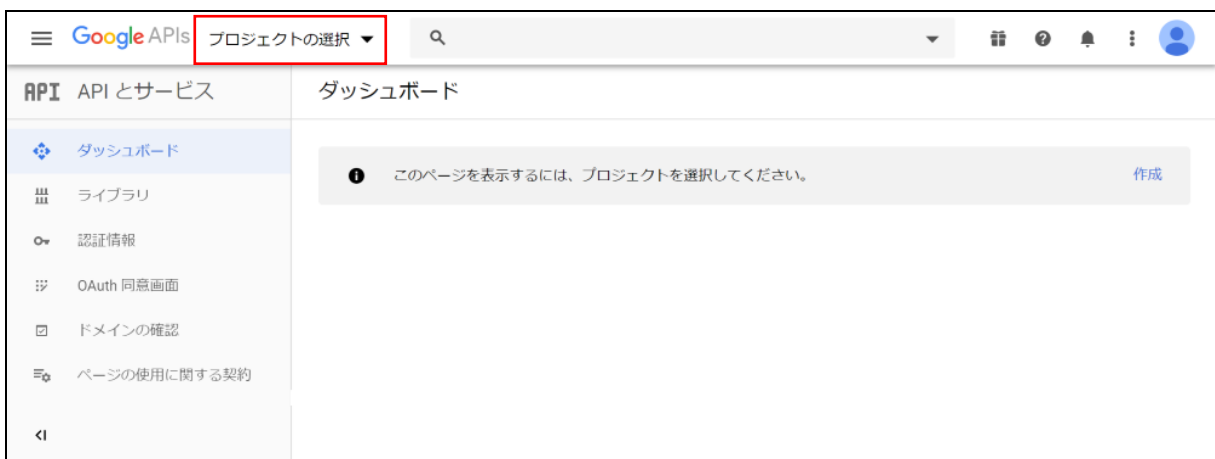 Google APIs プロジェクトの選択
API APIとサービス
ダッシュボード
ダッシュボード
ライブラリ
認証情報
OAuth 同意画面
ドメインの確認
ページの使用に関する契約
このページを表示するには、プロジェクトを選択してください。 作成